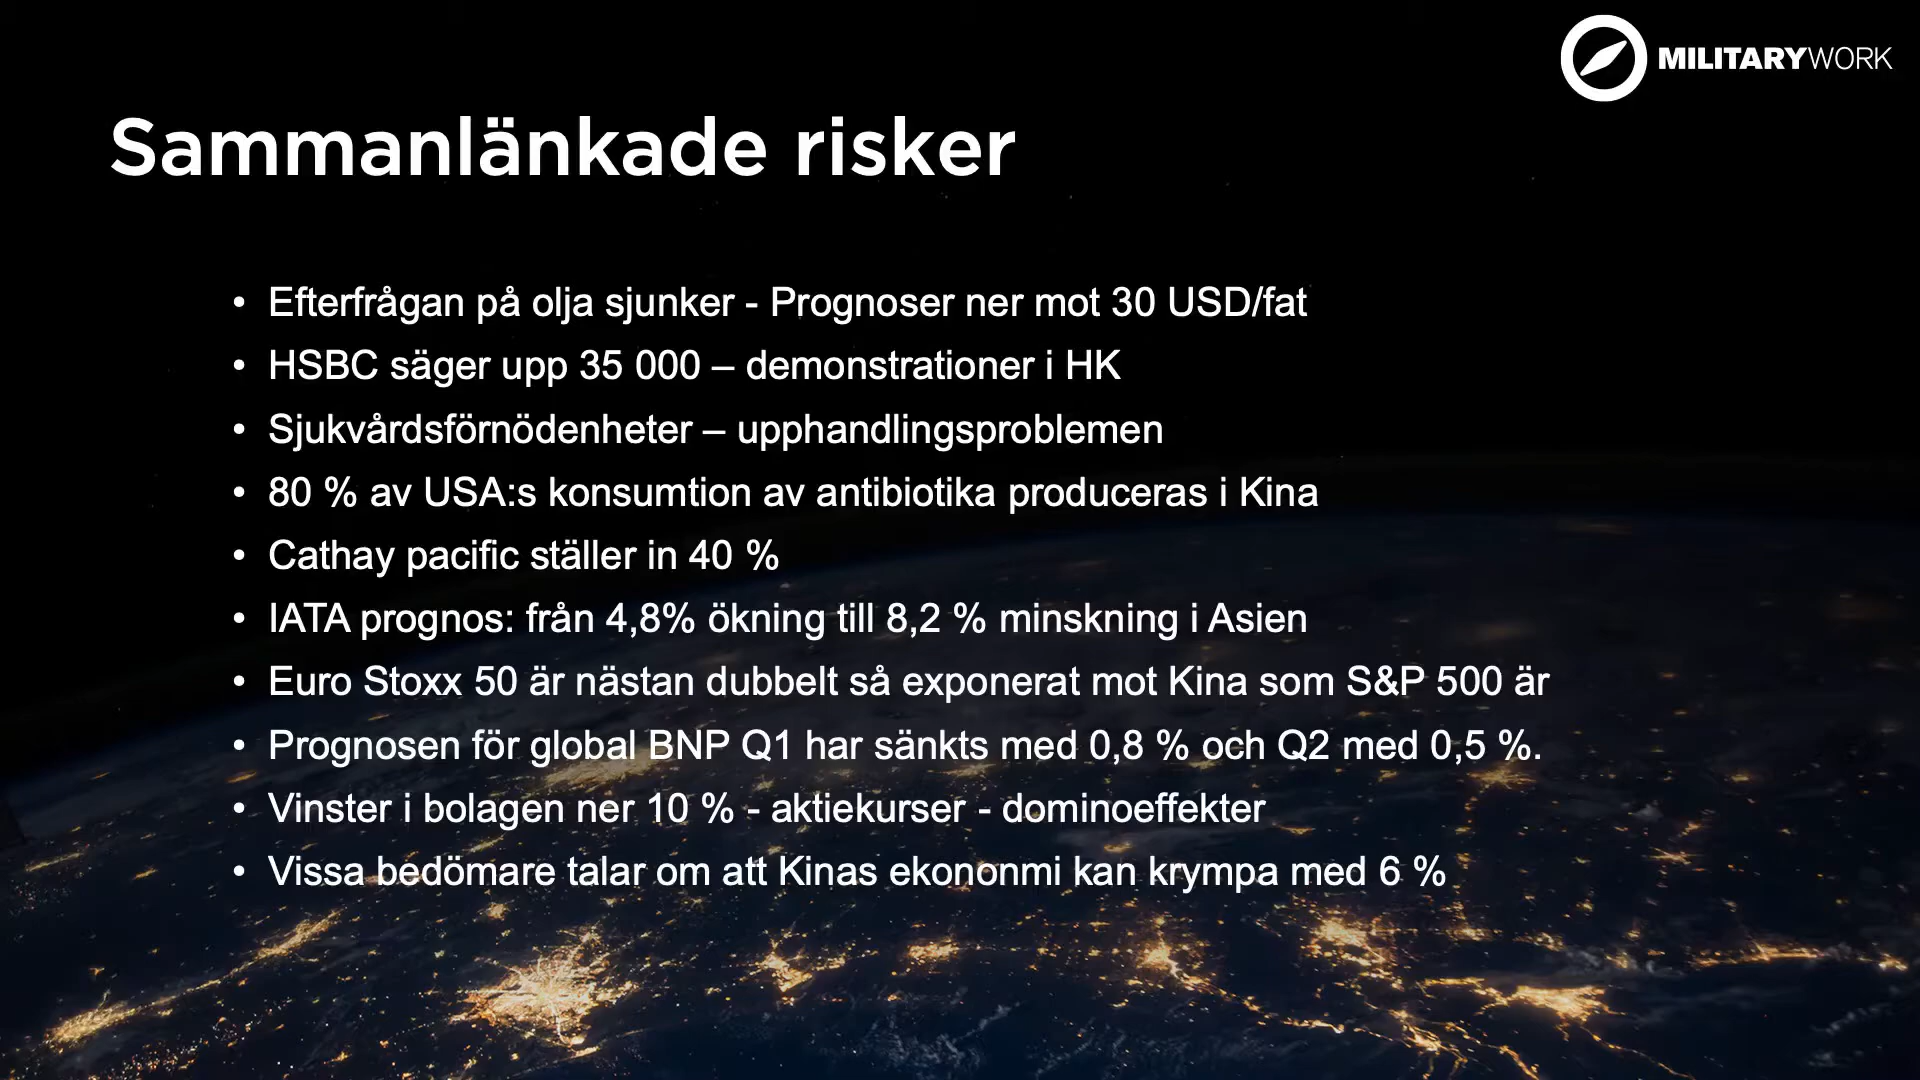 MILITARYWORK
Sammanlänkade risker
• Efterfrågan på olja sjunker - Prognoser ner mot 30 USD/fat
• HSBC säger upp 35 000 – demonstrationer i HK
• Sjukvårdsförnödenheter – upphandlingsproblemen
• 80 % av USA:s konsumtion av antibiotika produceras i Kina
• Cathay pacific ställer in 40 %
• IATA prognos: från 4,8% ökning till 8,2 % minskning i Asien
• Euro Stoxx 50 är nästan dubbelt så exponerat mot Kina som S&P 500 är
• Prognosen för global BNP Q1 har sänkts med 0,8 % och Q2 med 0,5 %.
• Vinster i bolagen ner 10 % - aktiekurser - dominoeffekter
• Vissa bedömare talar om att Kinas ekononmi kan krympa med 6 %